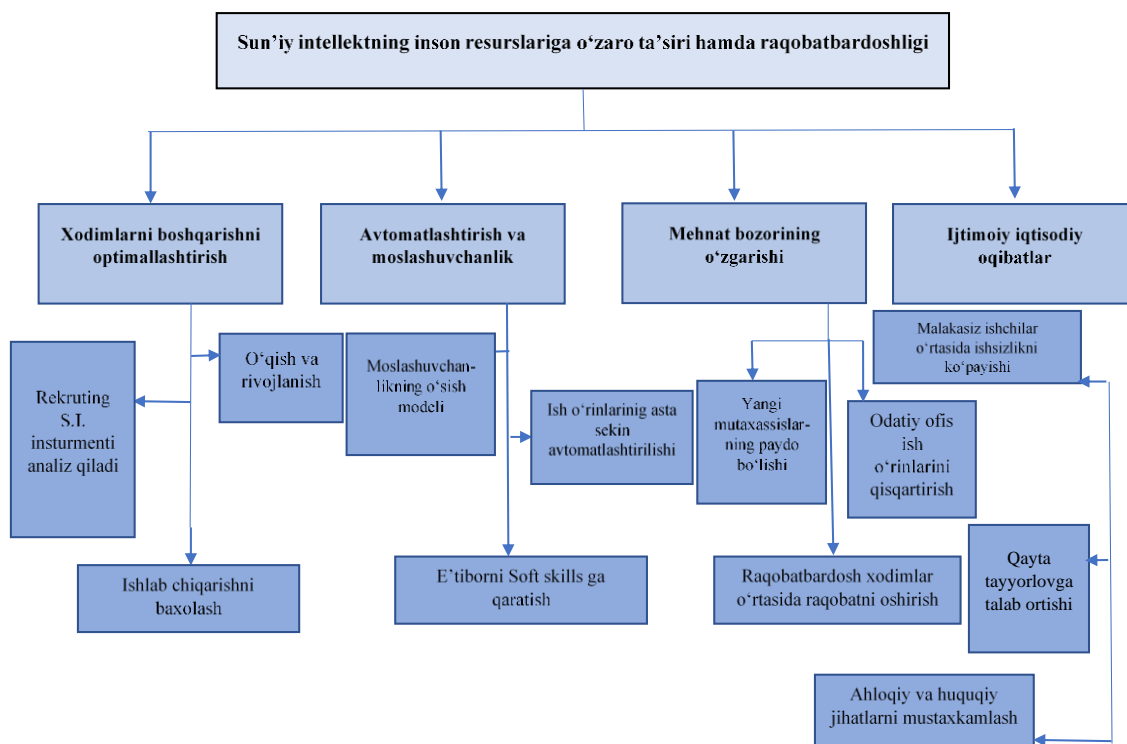 Sun’iy intellektning inson resurslariga o‘zaro ta’siri hamda raqobatbardoshligi
Xodimlarni boshqarishni
optimallashtirish
Avtomatlashtirish va
moslashuvchanlik
Mehnat bozorining
o‘zgarishi
Ijtimoiy iqtisodiy
oqibatlar
Rekruting
S.I.
insturmenti
analiz qiladi
O‘qish va
rivojlanish
Ishlab chiqarishni
baxolash
Moslashuvchan-
likning o‘sish
modeli
Ish o‘rinlarinig asta
sekin
avtomatlashtirilishi
E’tiborni Soft skills ga
qaratish
Yangi
mutaxassislar-
ning paydo
bo‘lishi
Odatiy ofis
ish
o‘rinlarini
qisqartirish
Raqobatbardosh xodimlar
o‘rtasida raqobatni oshirish
Malakasiz ishchilar
o‘rtasida ishsizlikni
ko‘payishi
Qayta
tayyorlovga
talab ortishi
Ahloqiy va huquqiy
jihatlarni mustaxkamlash